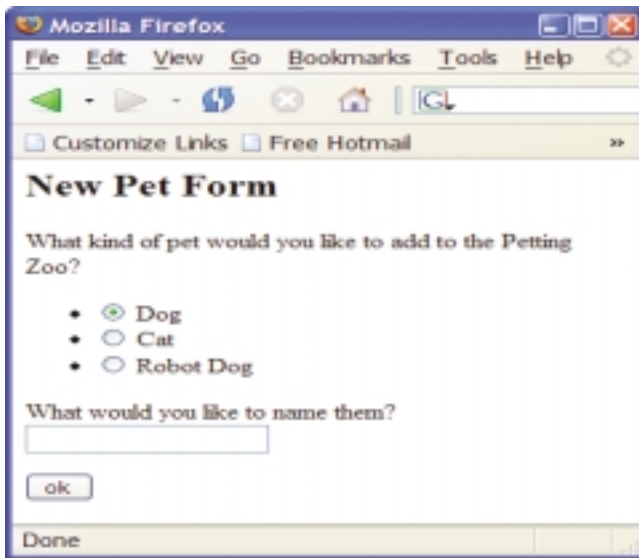 Mozilla Firefox
File Edit View Go Bookmarks Tools Help
Customize Links Free Hotmail »
New Pet Form
What kind of pet would you like to add to the Petting
Zoo?
• Dog
• Cat
• Robot Dog
What would you like to name them?
ok
Done